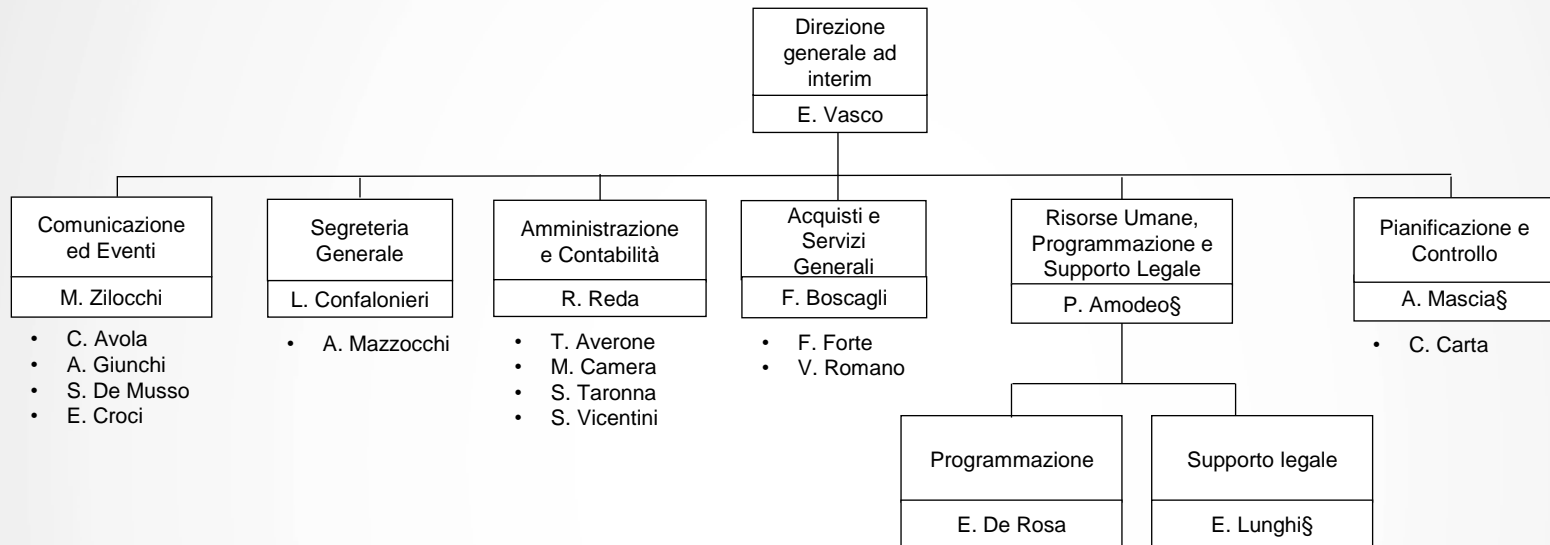 Direzione
generale ad
interim
E. Vasco
Comunicazione
ed Eventi
M. Zilocchi
• C. Avola
• A. Giunchi
• S. De Musso
• E. Croci
Segreteria
Generale
L. Confalonieri
• A. Mazzocchi
Amministrazione
e Contabilità
R. Reda
• T. Averone
• M. Camera
• S. Taronna
• S. Vicentini
Acquisti e
Servizi
Generali
F. Boscagli
• F. Forte
• V. Romano
Risorse Umane,
Programmazione e
Supporto Legale
P. Amodeo§
Programmazione
E. De Rosa
Supporto legale
E. Lunghi§
Pianificazione e
Controllo
A. Mascia§
• C. Carta